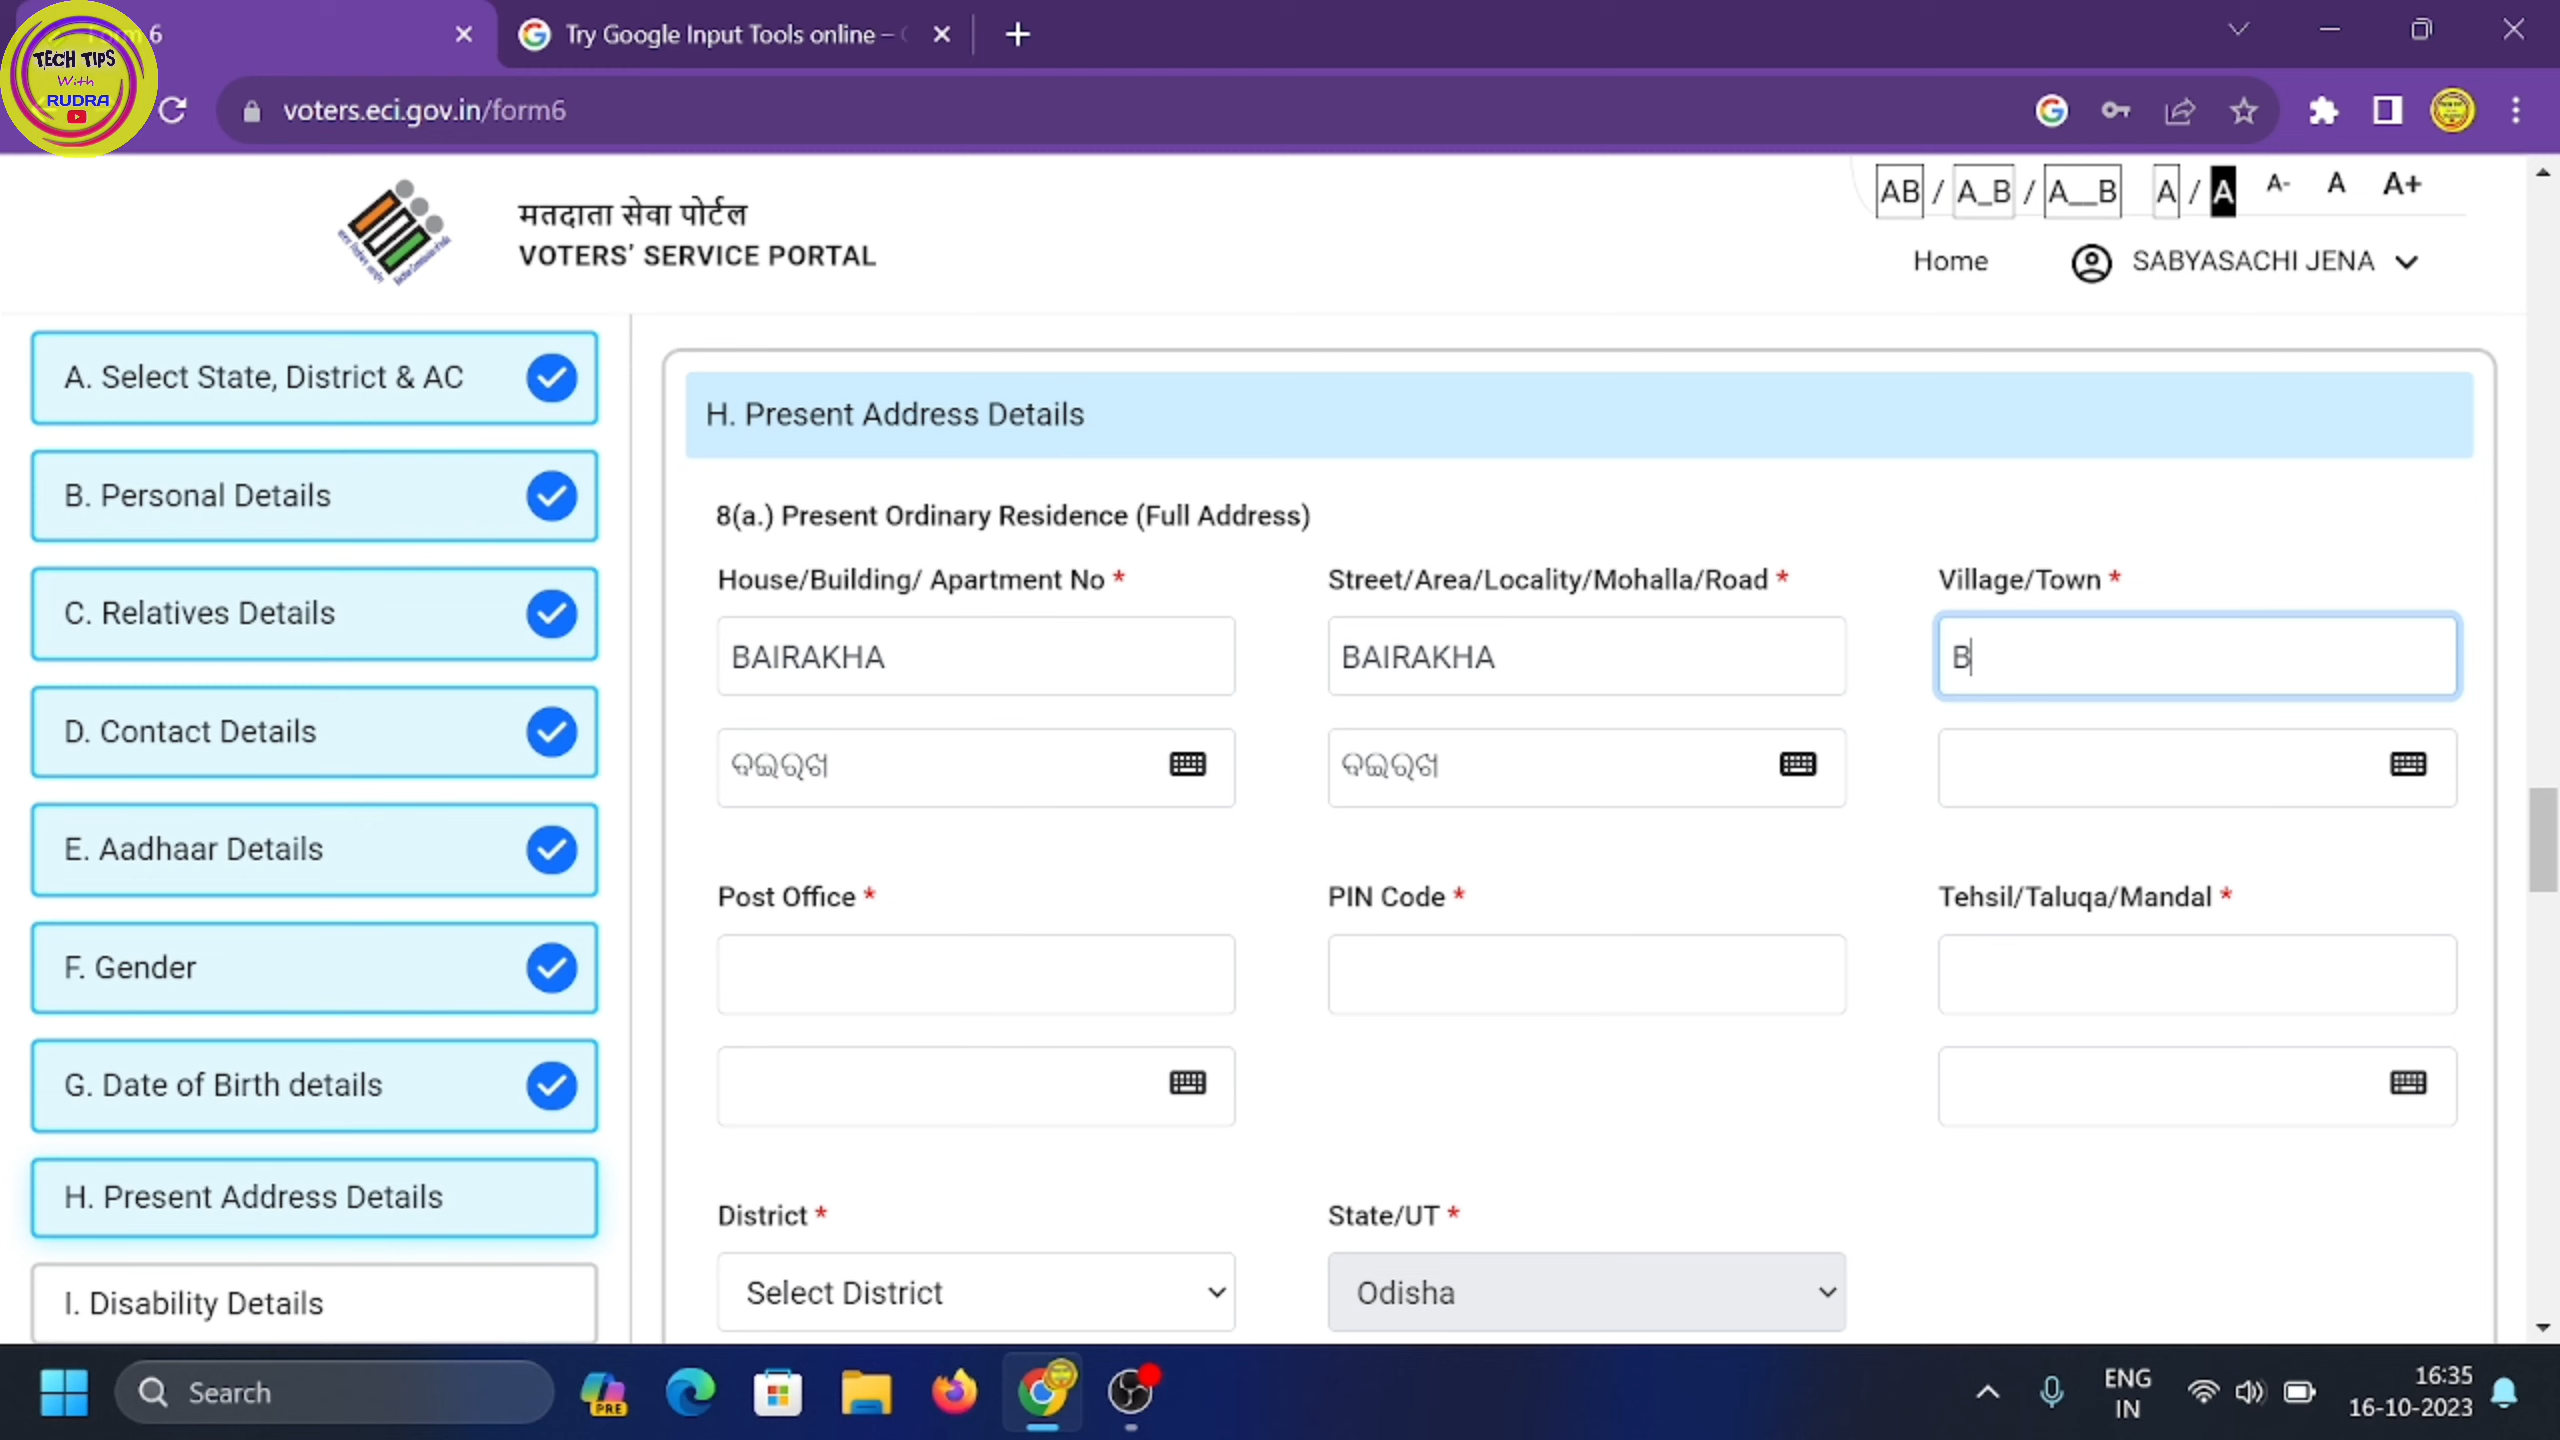 Form 6
Try Google Input Tools online –
TECH TIPS
With
RUDRA
voters.eci.gov.in/form6
AB / A_B / A__B A / A A- A A+
मतदाता सेवा पोर्टल
VOTERS' SERVICE PORTAL
Home
SABYASACHI JENA
A. Select State, District & AC
B. Personal Details
C. Relatives Details
D. Contact Details
E. Aadhaar Details
F. Gender
G. Date of Birth details
H. Present Address Details
I. Disability Details
H. Present Address Details
8(a.) Present Ordinary Residence (Full Address)
House/Building/ Apartment No * Street/Area/Locality/Mohalla/Road * Village/Town *
BAIRAKHA BAIRAKHA B
ବଇରଖ ବଇରଖ
Post Office * PIN Code * Tehsil/Taluqa/Mandal *
District * State/UT *
Select District Odisha
Search
PRE
ENG
IN
16:35
16-10-2023